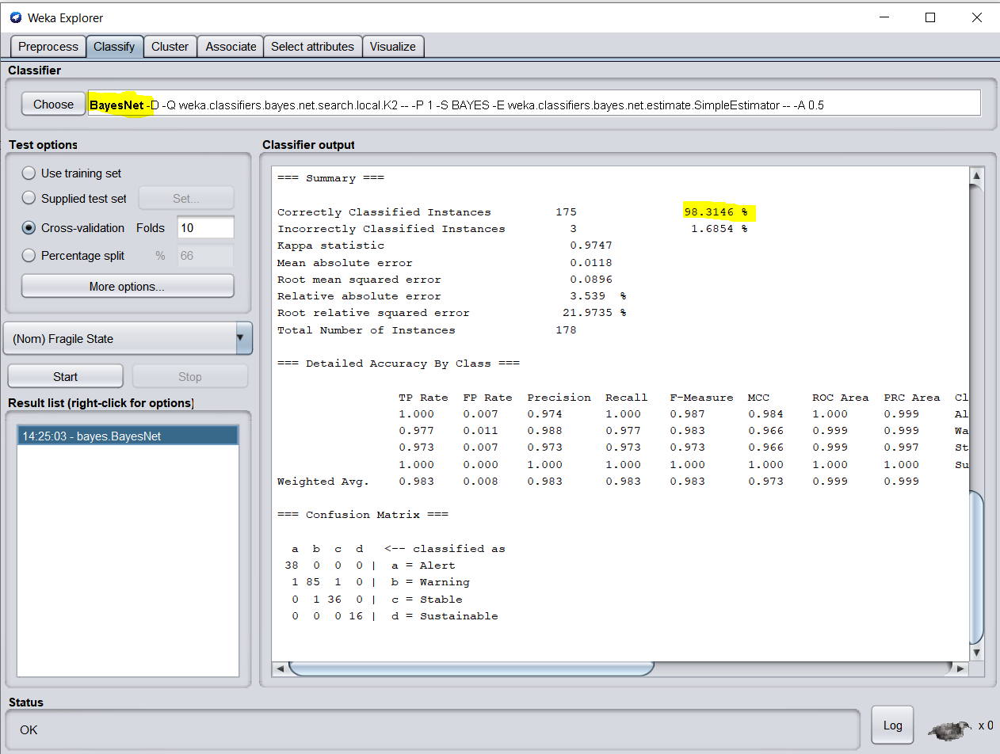 Weka Explorer
Preprocess Classify Cluster Associate Select attributes Visualize
Classifier
Choose BayesNet -D -Q weka.classifiers.bayes.net.search.local.K2 -- -P 1 -S BAYES -E weka.classifiers.bayes.net.estimate.SimpleEstimator -- -A 0.5
Test options
Use training set
Supplied test set Set...
Cross-validation Folds 10
Percentage split % 66
More options...
(Nom) Fragile State
Start Stop
Result list (right-click for options)
14:25:03 - bayes.BayesNet
Classifier output
=== Summary ===
Correctly Classified Instances 175 98.3146 %
Incorrectly Classified Instances 3 1.6854 %
Kappa statistic 0.9747
Mean absolute error 0.0118
Root mean squared error 0.0896
Relative absolute error 3.539 %
Root relative squared error 21.9735 %
Total Number of Instances 178
=== Detailed Accuracy By Class ===
TP Rate FP Rate Precision Recall F-Measure MCC ROC Area PRC Area Cl
1.000 0.007 0.974 1.000 0.987 0.984 1.000 0.999 Al
0.977 0.011 0.988 0.977 0.983 0.966 0.999 0.999 Wa
0.973 0.007 0.973 0.973 0.973 0.966 0.999 0.997 St
1.000 0.000 1.000 1.000 1.000 1.000 1.000 1.000 Su
Weighted Avg. 0.983 0.008 0.983 0.983 0.983 0.973 0.999 0.999
=== Confusion Matrix ===
a b c d <-- classified as
38 0 0 0 | a = Alert
1 85 1 0 | b = Warning
0 1 36 0 | c = Stable
0 0 0 16 | d = Sustainable
Status
OK
Log
x 0